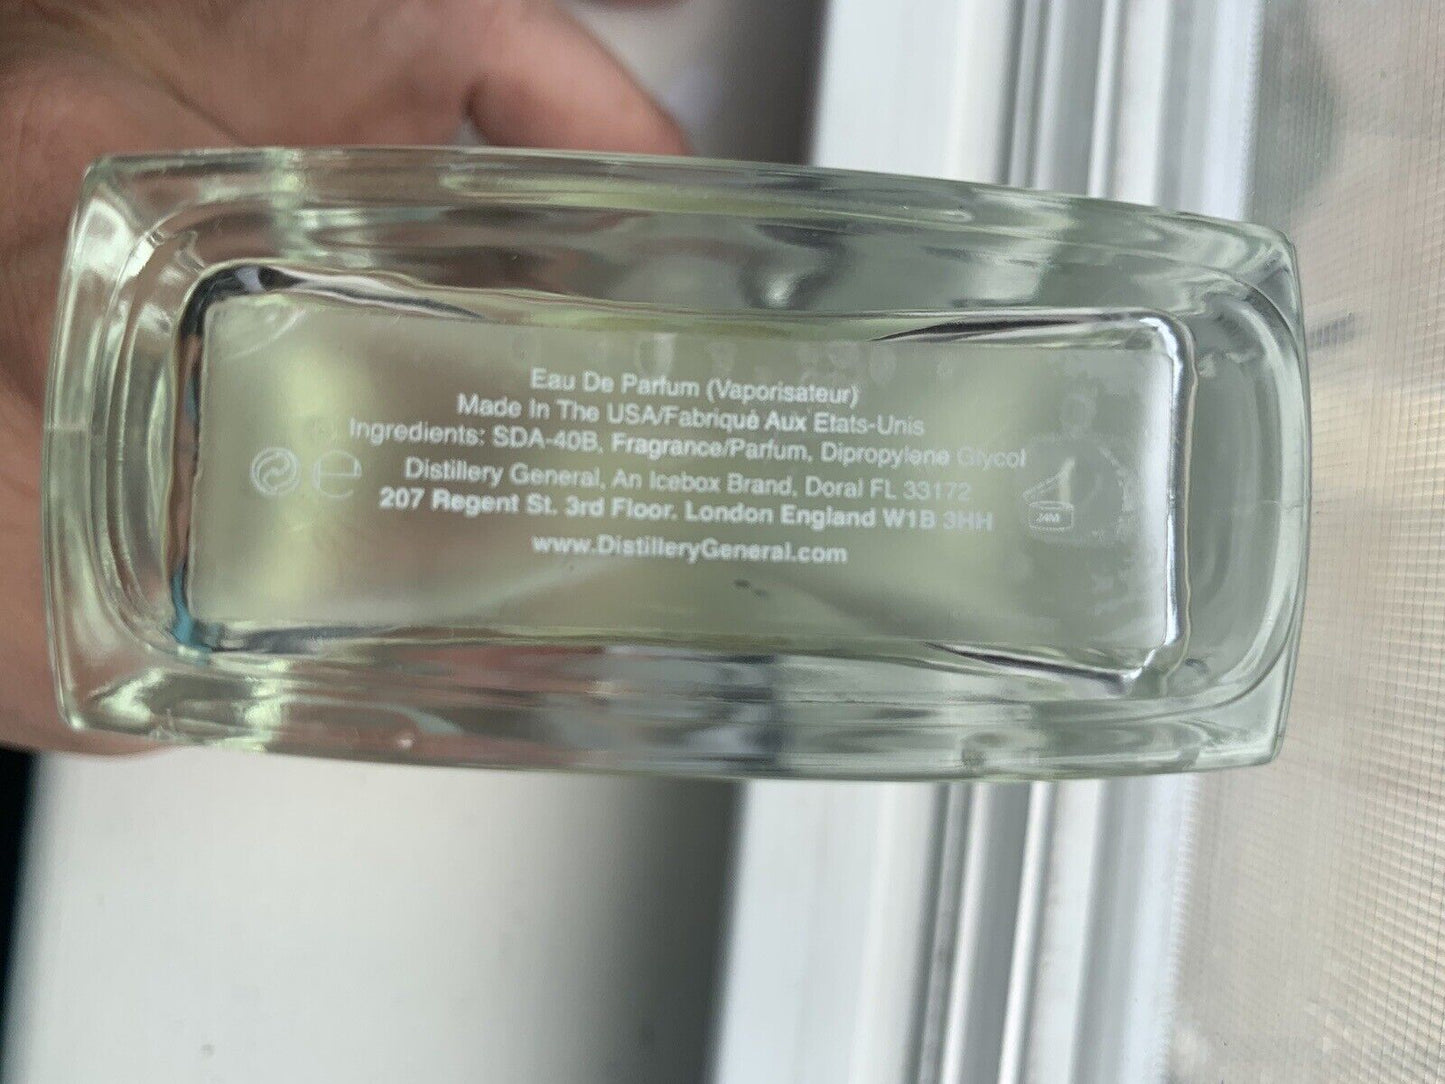 Eau De Parfum (Vaporisateur)
Made In The USA/Fabriqué Aux Etats-Unis
Ingredients: SDA-40B, Fragrance/Parfum, Dipropylene Glycol
Distillery General, An Icebox Brand, Doral FL 33172
207 Regent St. 3rd Floor. London England W1B 3HH
www.DistilleryGeneral.com
e